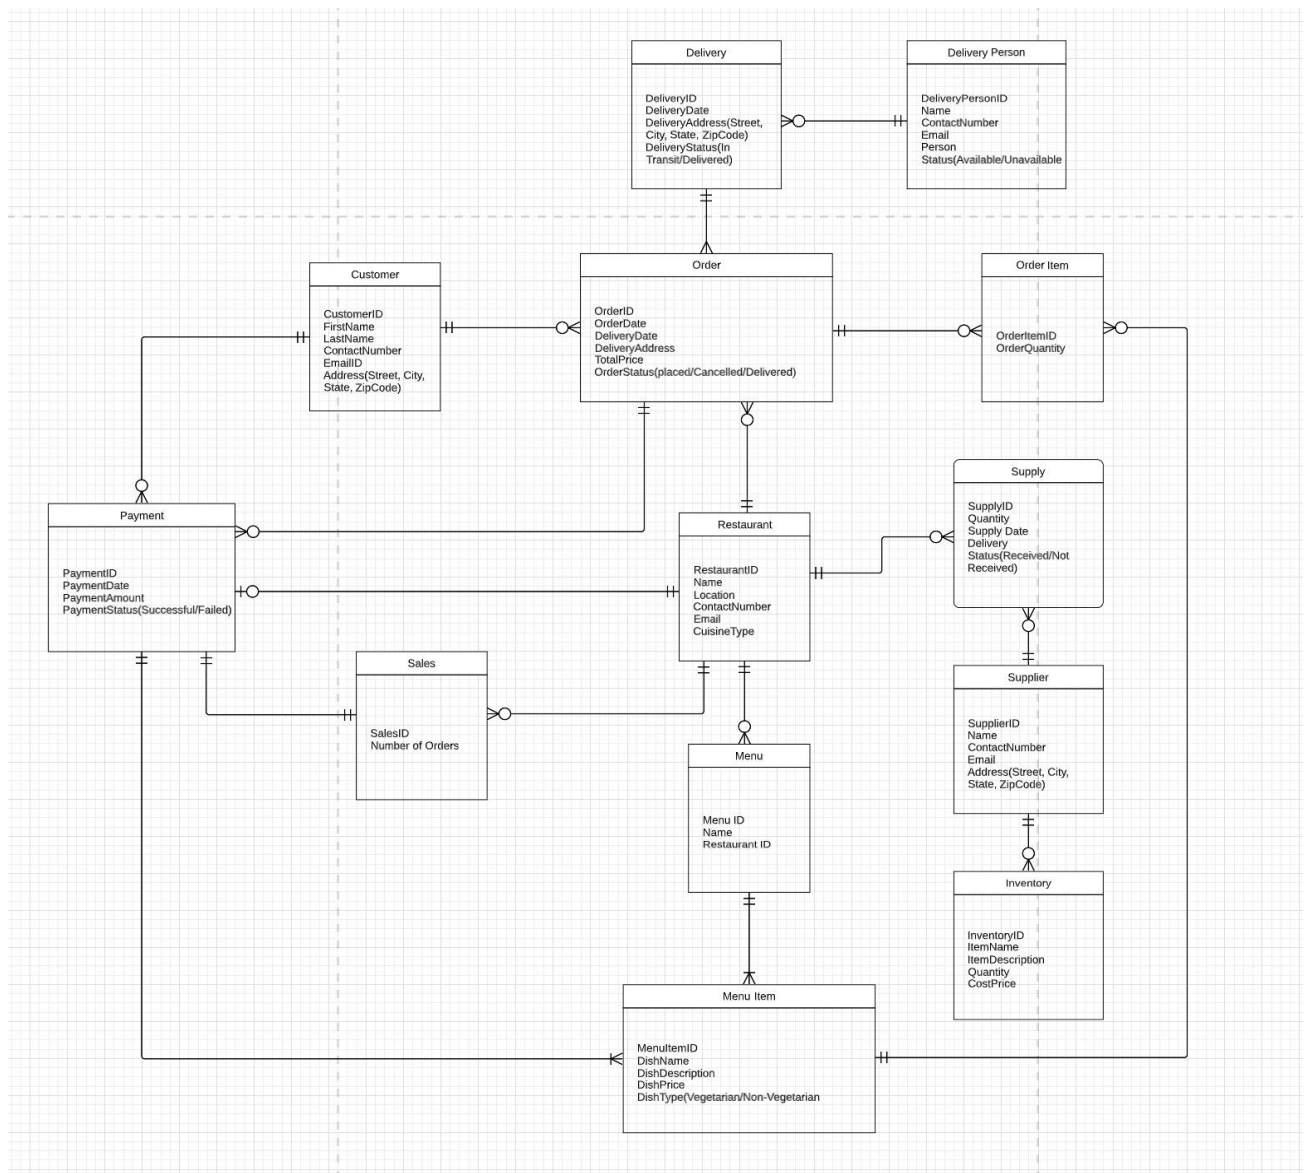 Delivery
DeliveryID
DeliveryDate
DeliveryAddress(Street,
City, State, ZipCode)
DeliveryStatus(In
Transit/Delivered)
Delivery Person
DeliveryPersonID
Name
ContactNumber
Email
Person
Status(Available/Unavailable
Customer
CustomerID
FirstName
LastName
ContactNumber
EmailID
Address(Street, City,
State, ZipCode)
Order
OrderID
OrderDate
DeliveryDate
DeliveryAddress
TotalPrice
OrderStatus(placed/Cancelled/Delivered)
Order Item
OrderItemID
OrderQuantity
Payment
PaymentID
PaymentDate
PaymentAmount
PaymentStatus(Successful/Failed)
Restaurant
RestaurantID
Name
Location
ContactNumber
Email
CuisineType
Supply
SupplyID
Quantity
Supply Date
Delivery
Status(Received/Not
Received)
Sales
SalesID
Number of Orders
Menu
Menu ID
Name
Restaurant ID
Supplier
SupplierID
Name
ContactNumber
Email
Address(Street, City,
State, ZipCode)
Inventory
InventoryID
ItemName
ItemDescription
Quantity
CostPrice
Menu Item
MenuItemID
DishName
DishDescription
DishPrice
DishType(Vegetarian/Non-Vegetarian